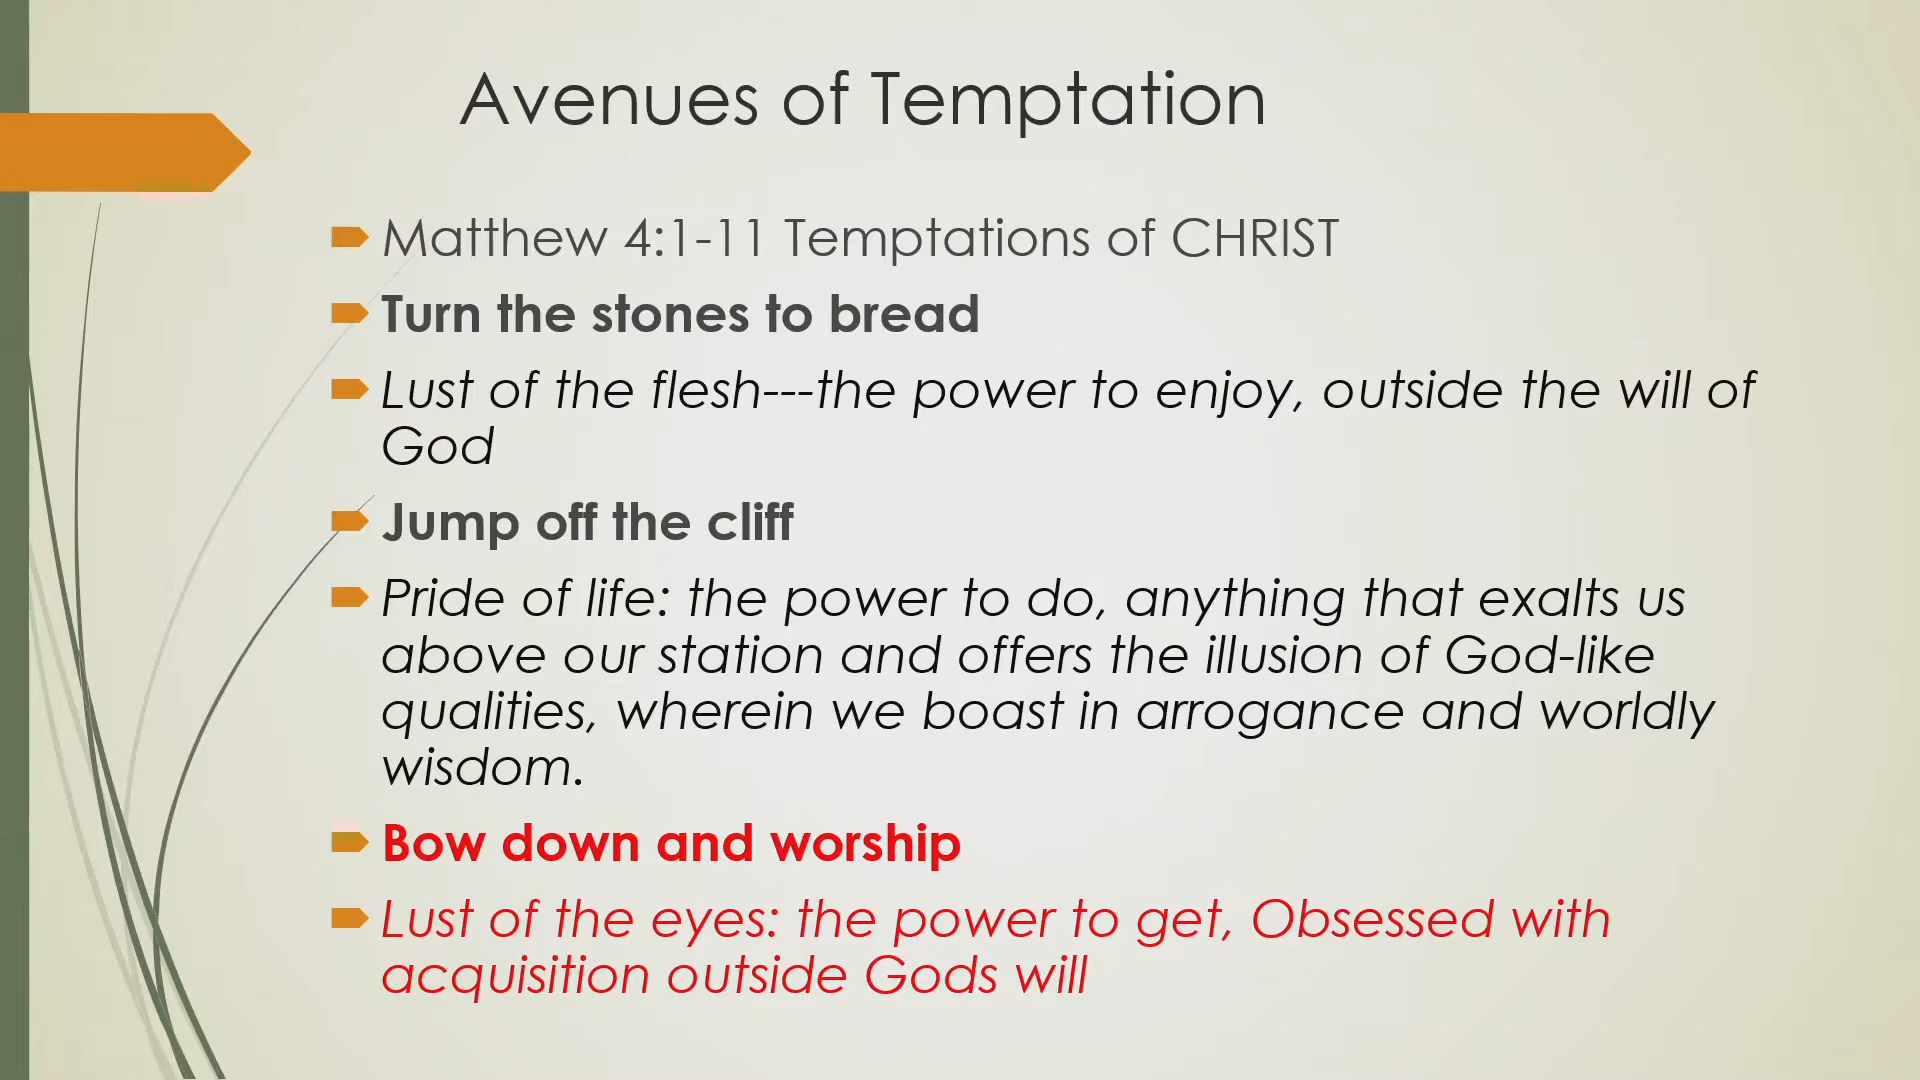 Avenues of Temptation
Matthew 4:1-11 Temptations of CHRIST
Turn the stones to bread
Lust of the flesh---the power to enjoy, outside the will of
God
Jump off the cliff
Pride of life: the power to do, anything that exalts us
above our station and offers the illusion of God-like
qualities, wherein we boast in arrogance and worldly
wisdom.
Bow down and worship
Lust of the eyes: the power to get, Obsessed with
acquisition outside Gods will